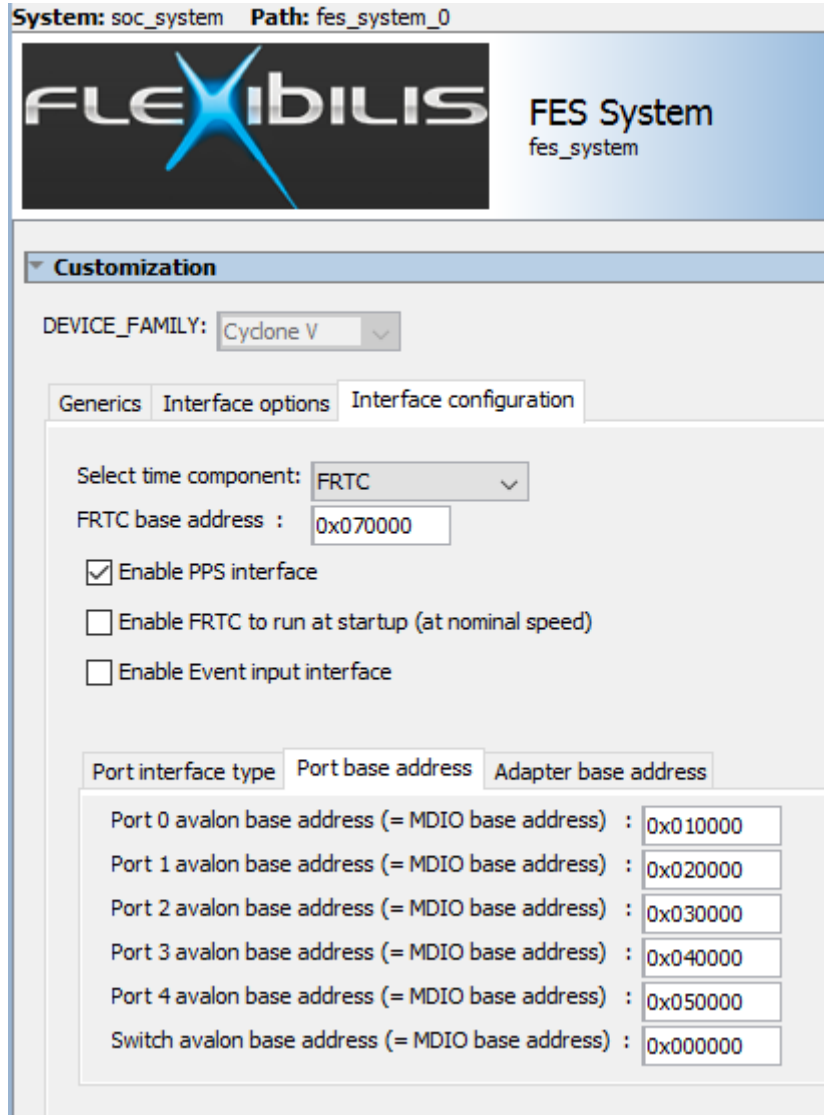 System: soc_system Path: fes_system_0
FLEXIBILIS
FES System
fes_system
Customization
DEVICE_FAMILY: Cyclone V
Generics Interface options Interface configuration
Select time component: FRTC
FRTC base address : 0x070000
Enable PPS interface
Enable FRTC to run at startup (at nominal speed)
Enable Event input interface
Port interface type Port base address Adapter base address
Port 0 avalon base address (= MDIO base address) : 0x010000
Port 1 avalon base address (= MDIO base address) : 0x020000
Port 2 avalon base address (= MDIO base address) : 0x030000
Port 3 avalon base address (= MDIO base address) : 0x040000
Port 4 avalon base address (= MDIO base address) : 0x050000
Switch avalon base address (= MDIO base address) : 0x000000